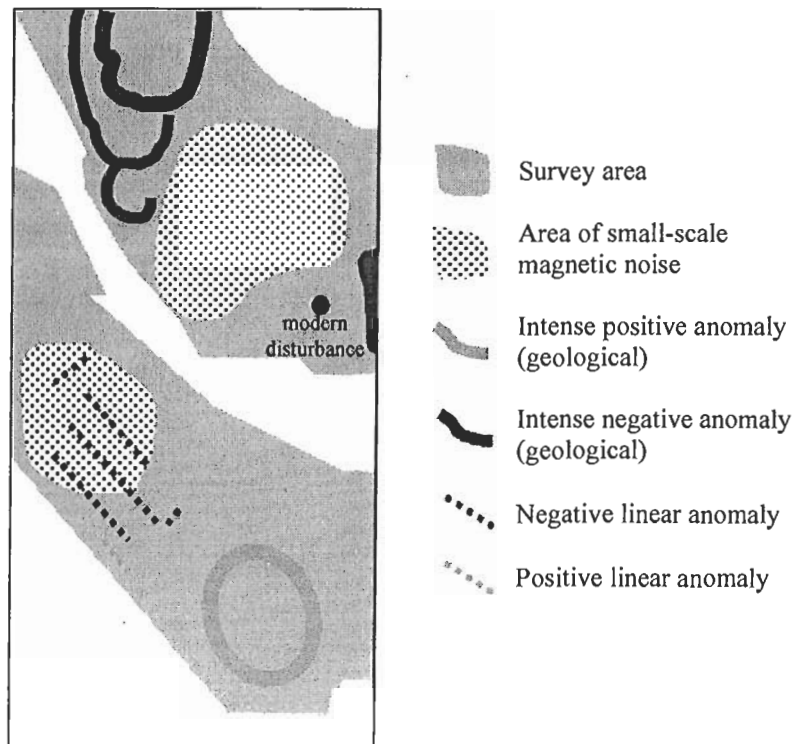 modern
disturbance
Survey area
Area of small-scale
magnetic noise
Intense positive anomaly
(geological)
Intense negative anomaly
(geological)
Negative linear anomaly
Positive linear anomaly